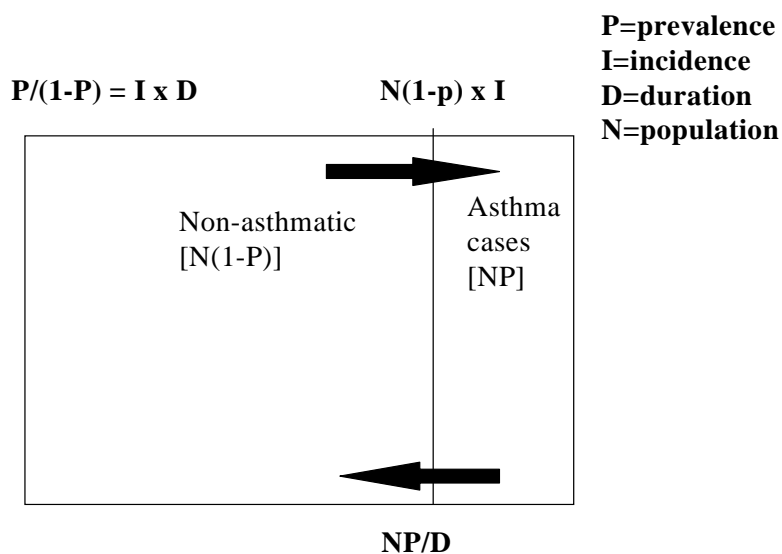 P=prevalence
I=incidence
D=duration
N=population
P/(1-P) = I x D
N(1-p) x I
Non-asthmatic
[N(1-P)]
Asthma
cases
[NP]
NP/D